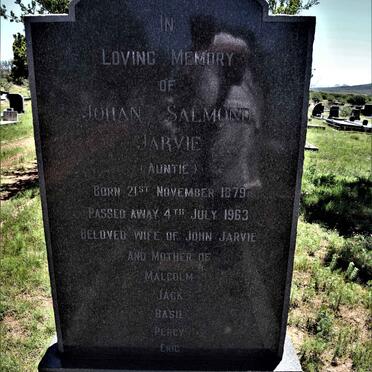 IN
LOVING MEMORY
OF
JOHAN SALMOND
JARVIE
(AUNTIE)
BORN 21ST NOVEMBER 1879
PASSED AWAY 4TH JULY 1963
BELOVED WIFE OF JOHN JARVIE
AND MOTHER OF
MALCOLM
JACK
BASIL
PERCY
ERIC